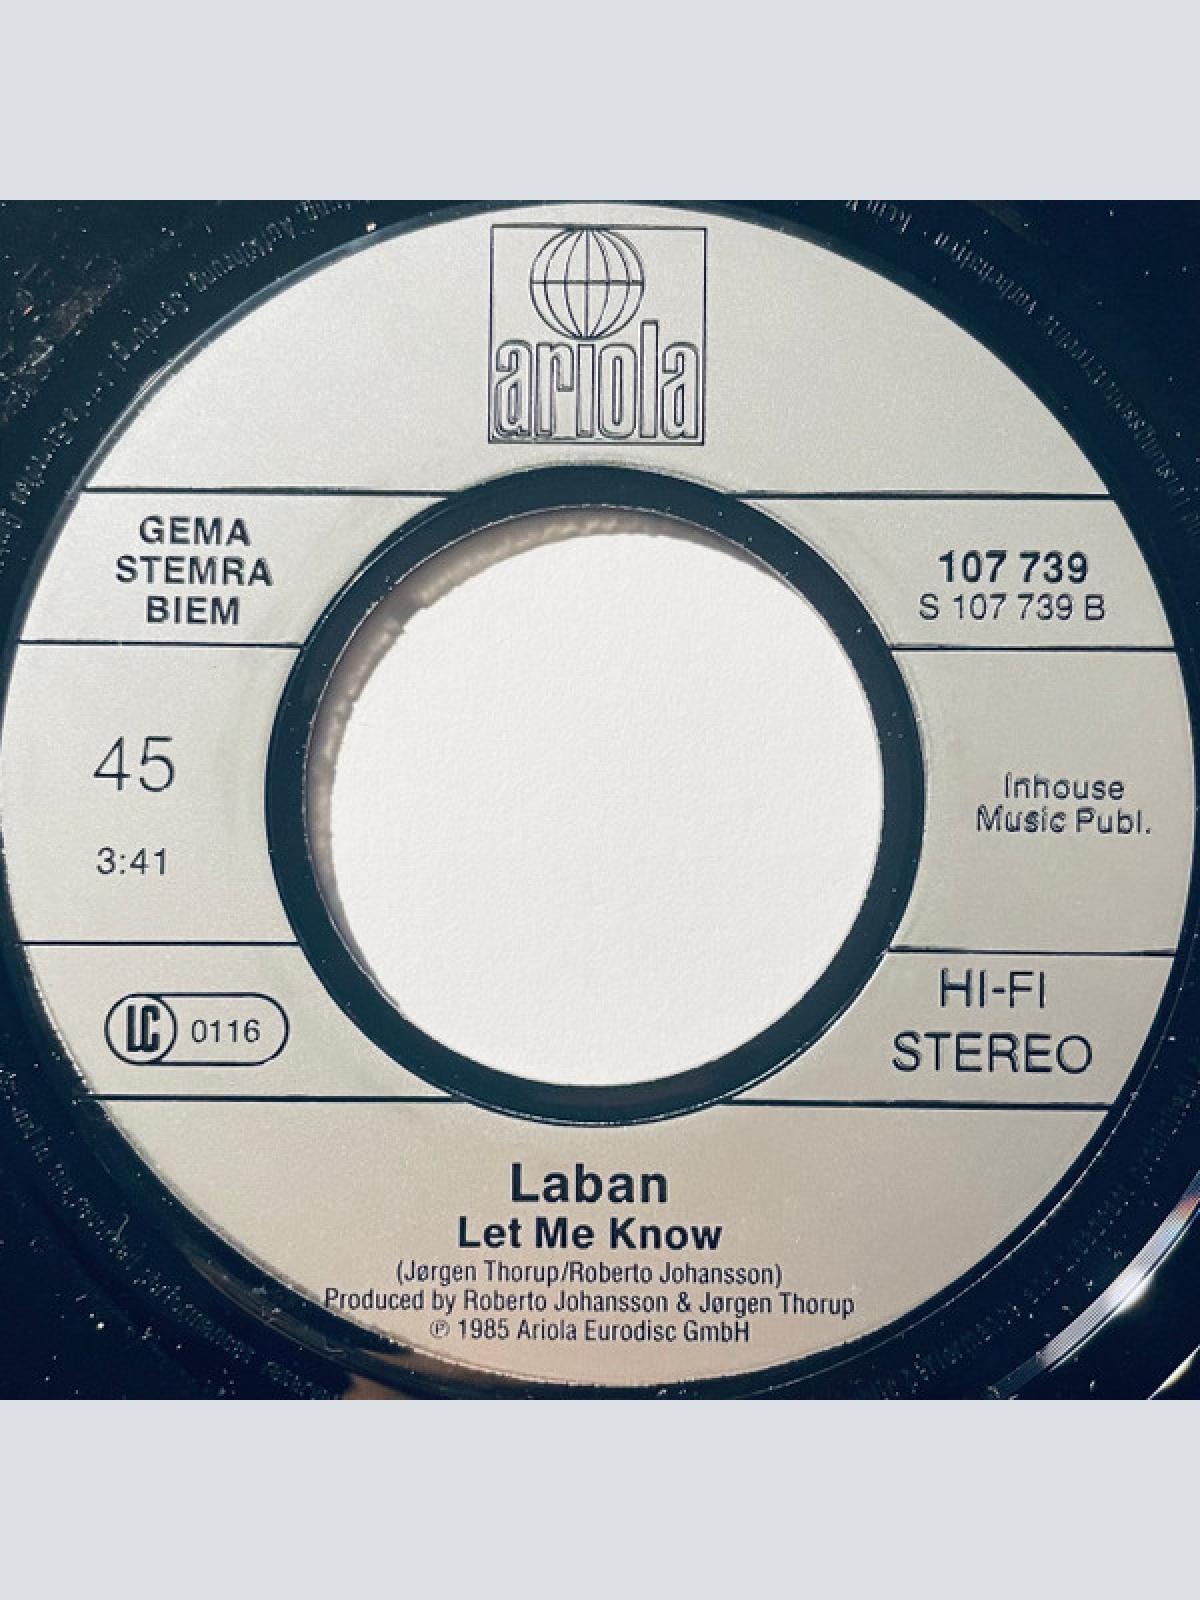 ariola
GEMA
STEMRA
BIEM
107 739
S 107 739 B
45
3:41
Inhouse
Music Publ.
LC 0116
HI-FI
STEREO
Laban
Let Me Know
(Jørgen Thorup/Roberto Johansson)
Produced by Roberto Johansson & Jørgen Thorup
℗ 1985 Ariola Eurodisc GmbH